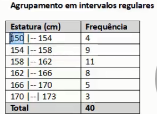 Agrupamento em intervalos regulares
Estatura (cm) Frequência
150 |-- 154 4
154 |-- 158 9
158 |-- 162 11
162 |-- 166 8
166 |-- 170 5
170 |--| 173 3
Total 40